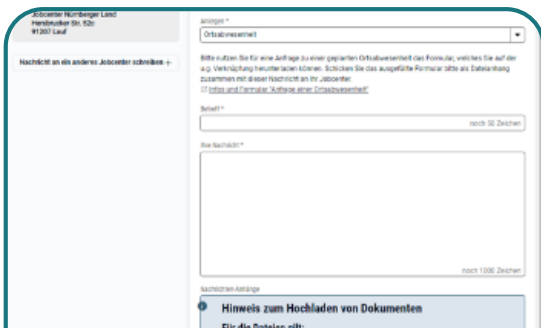 Jobcenter Nürnberger Land
Hersbrucker Str. 52c
91207 Lauf
Nachricht an ein anderes Jobcenter schreiben
Anliegen *
Ortsabwesenheit
Bitte nutzen Sie für eine Anfrage zu einer geplanten Ortsabwesenheit das Formular, welches Sie auf der
u.g. Verknüpfung herunterladen können. Schicken Sie das ausgefüllte Formular bitte als Dateianhang
zusammen mit dieser Nachricht an Ihr Jobcenter.
Infos und Formular "Anfrage einer Ortsabwesenheit"
Betreff *
noch 50 Zeichen
Ihre Nachricht *
noch 1000 Zeichen
Nachrichten-Anhänge
Hinweis zum Hochladen von Dokumenten
Für die Dateien gilt: